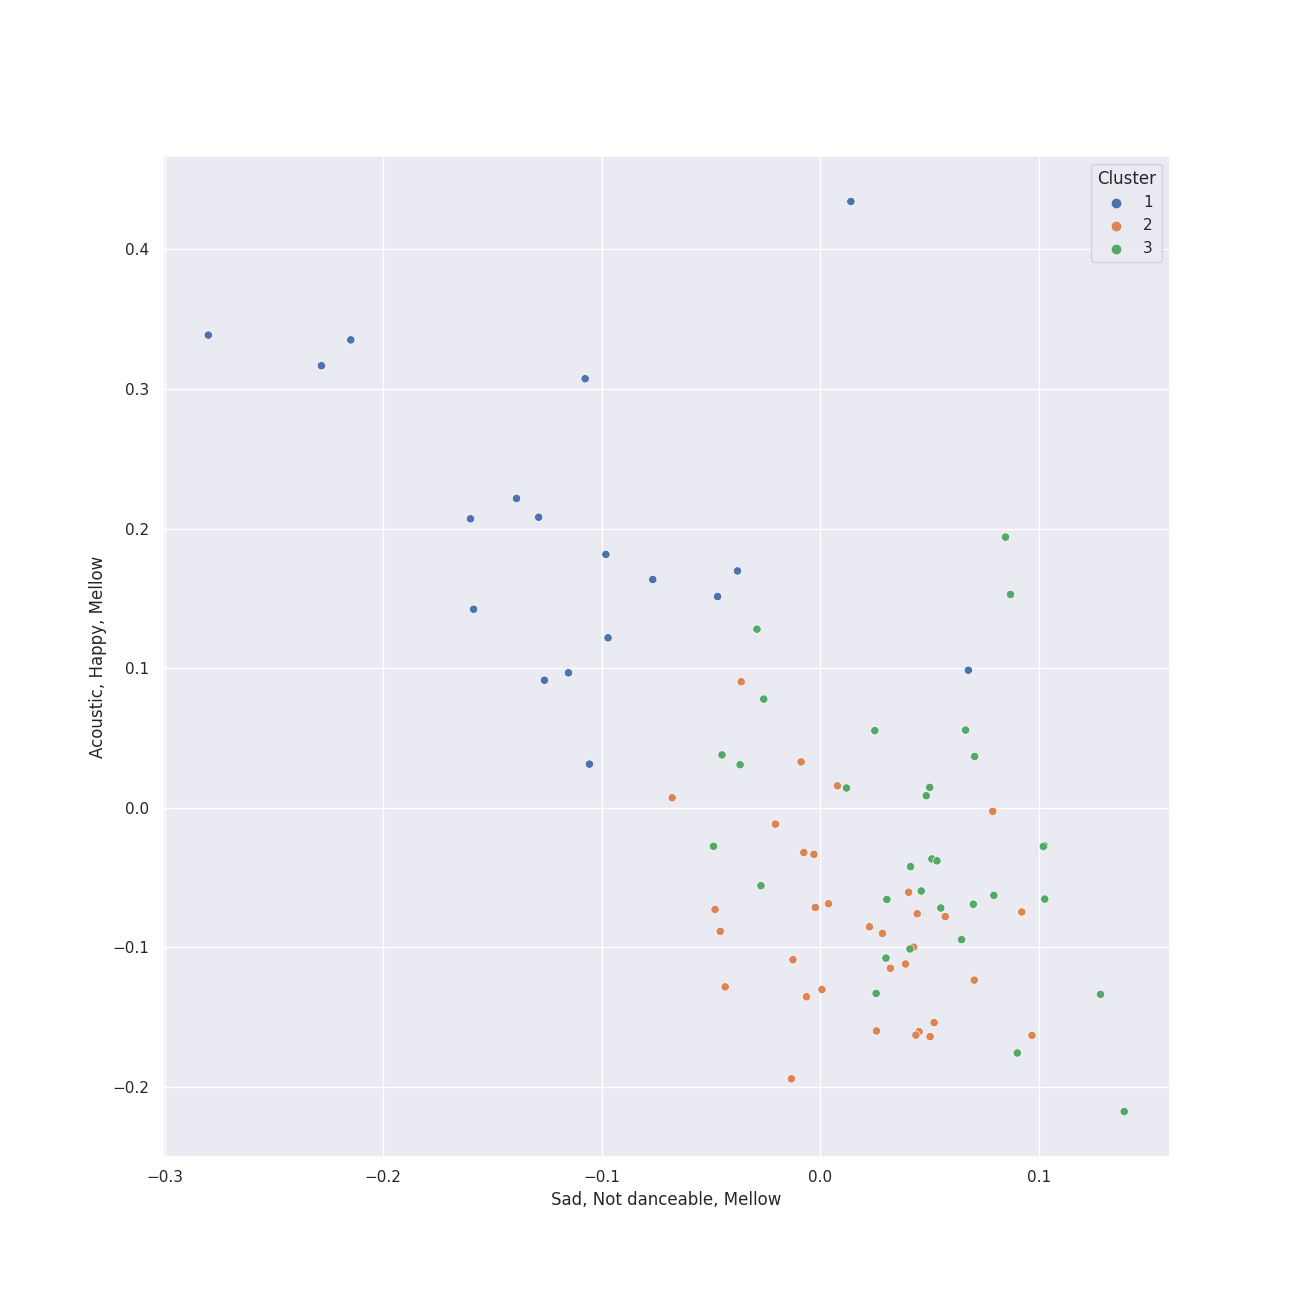 Cluster
1
2
3
0.4
0.3
0.2
0.1
0.0
−0.1
−0.2
Acoustic, Happy, Mellow
−0.3 −0.2 −0.1 0.0 0.1
Sad, Not danceable, Mellow